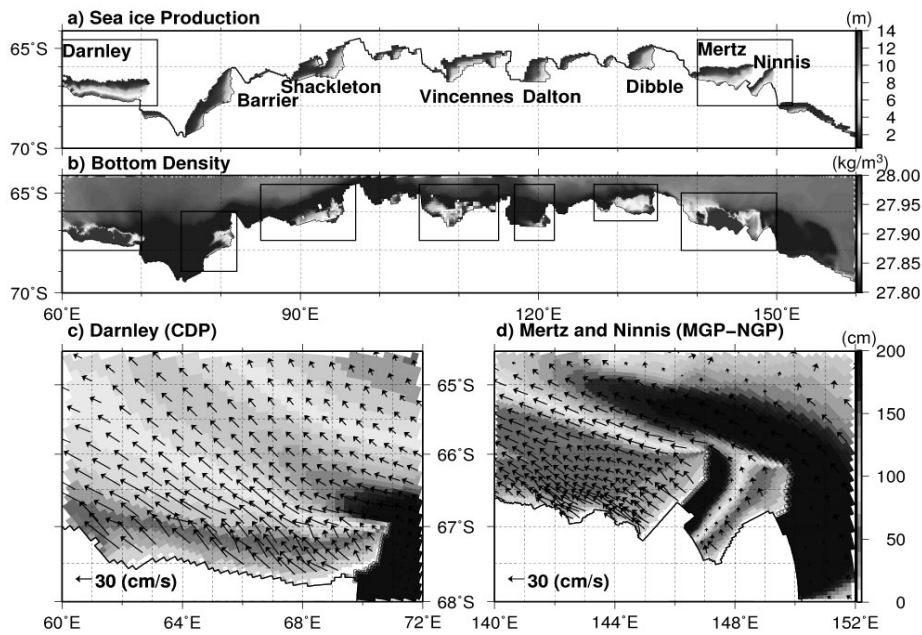 a) Sea ice Production
(m)
65°S
70°S
Darnley
Barrier
Shackleton
Vincennes
Dalton
Dibble
Mertz
Ninnis
14
12
10
8
6
4
2
b) Bottom Density
(kg/m³)
65°S
70°S
28.00
27.95
27.90
27.85
27.80
60°E 90°E 120°E 150°E
c) Darnley (CDP)
30 (cm/s)
60°E 64°E 68°E 72°E
65°S
66°S
67°S
68°S
d) Mertz and Ninnis (MGP−NGP)
(cm)
200
150
100
50
0
30 (cm/s)
140°E 144°E 148°E 152°E